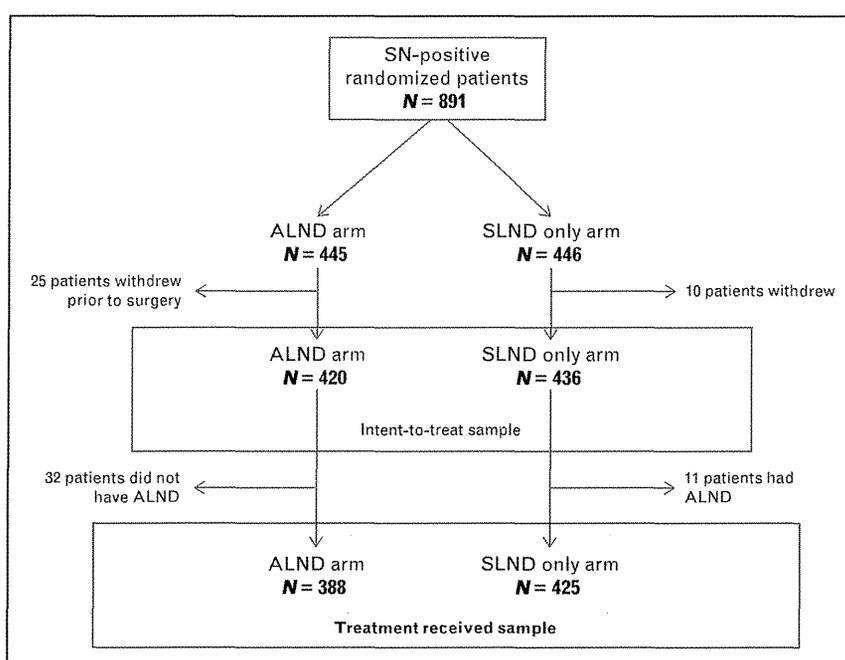 SN-positive
randomized patients
N = 891
ALND arm
N = 445
SLND only arm
N = 446
25 patients withdrew
prior to surgery
10 patients withdrew
ALND arm
N = 420
SLND only arm
N = 436
Intent-to-treat sample
32 patients did not
have ALND
11 patients had
ALND
ALND arm
N = 388
SLND only arm
N = 425
Treatment received sample